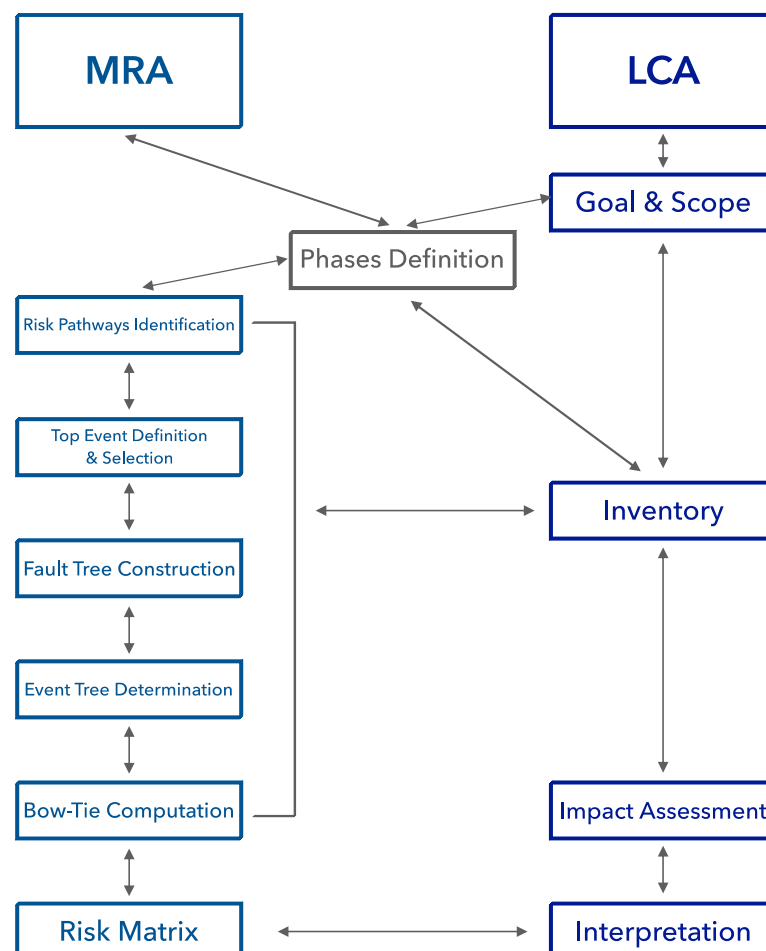 MRA
LCA
Goal & Scope
Phases Definition
Risk Pathways Identification
Top Event Definition
& Selection
Inventory
Fault Tree Construction
Event Tree Determination
Bow-Tie Computation
Impact Assessment
Risk Matrix
Interpretation